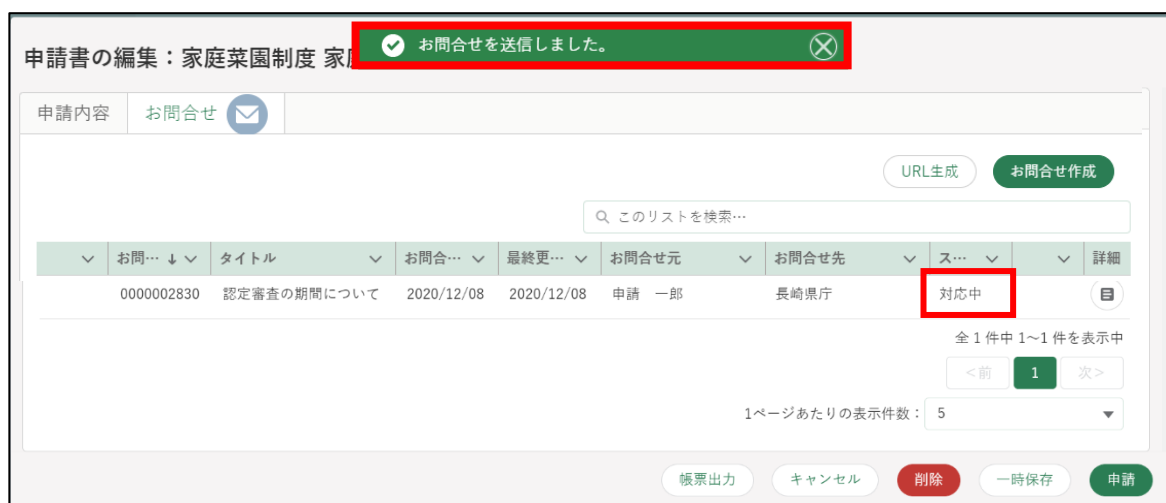 申請書の編集：家庭菜園制度 家
お問合せを送信しました。
申請内容 お問合せ
URL生成 お問合せ作成
このリストを検索…
お問… ↓ タイトル お問合… 最終更… お問合せ元 お問合せ先 ス… 詳細
0000002830 認定審査の期間について 2020/12/08 2020/12/08 申請 一郎 長崎県庁 対応中
全 1 件中 1～1 件を表示中
<前 1 次>
1ページあたりの表示件数： 5
帳票出力 キャンセル 削除 一時保存 申請